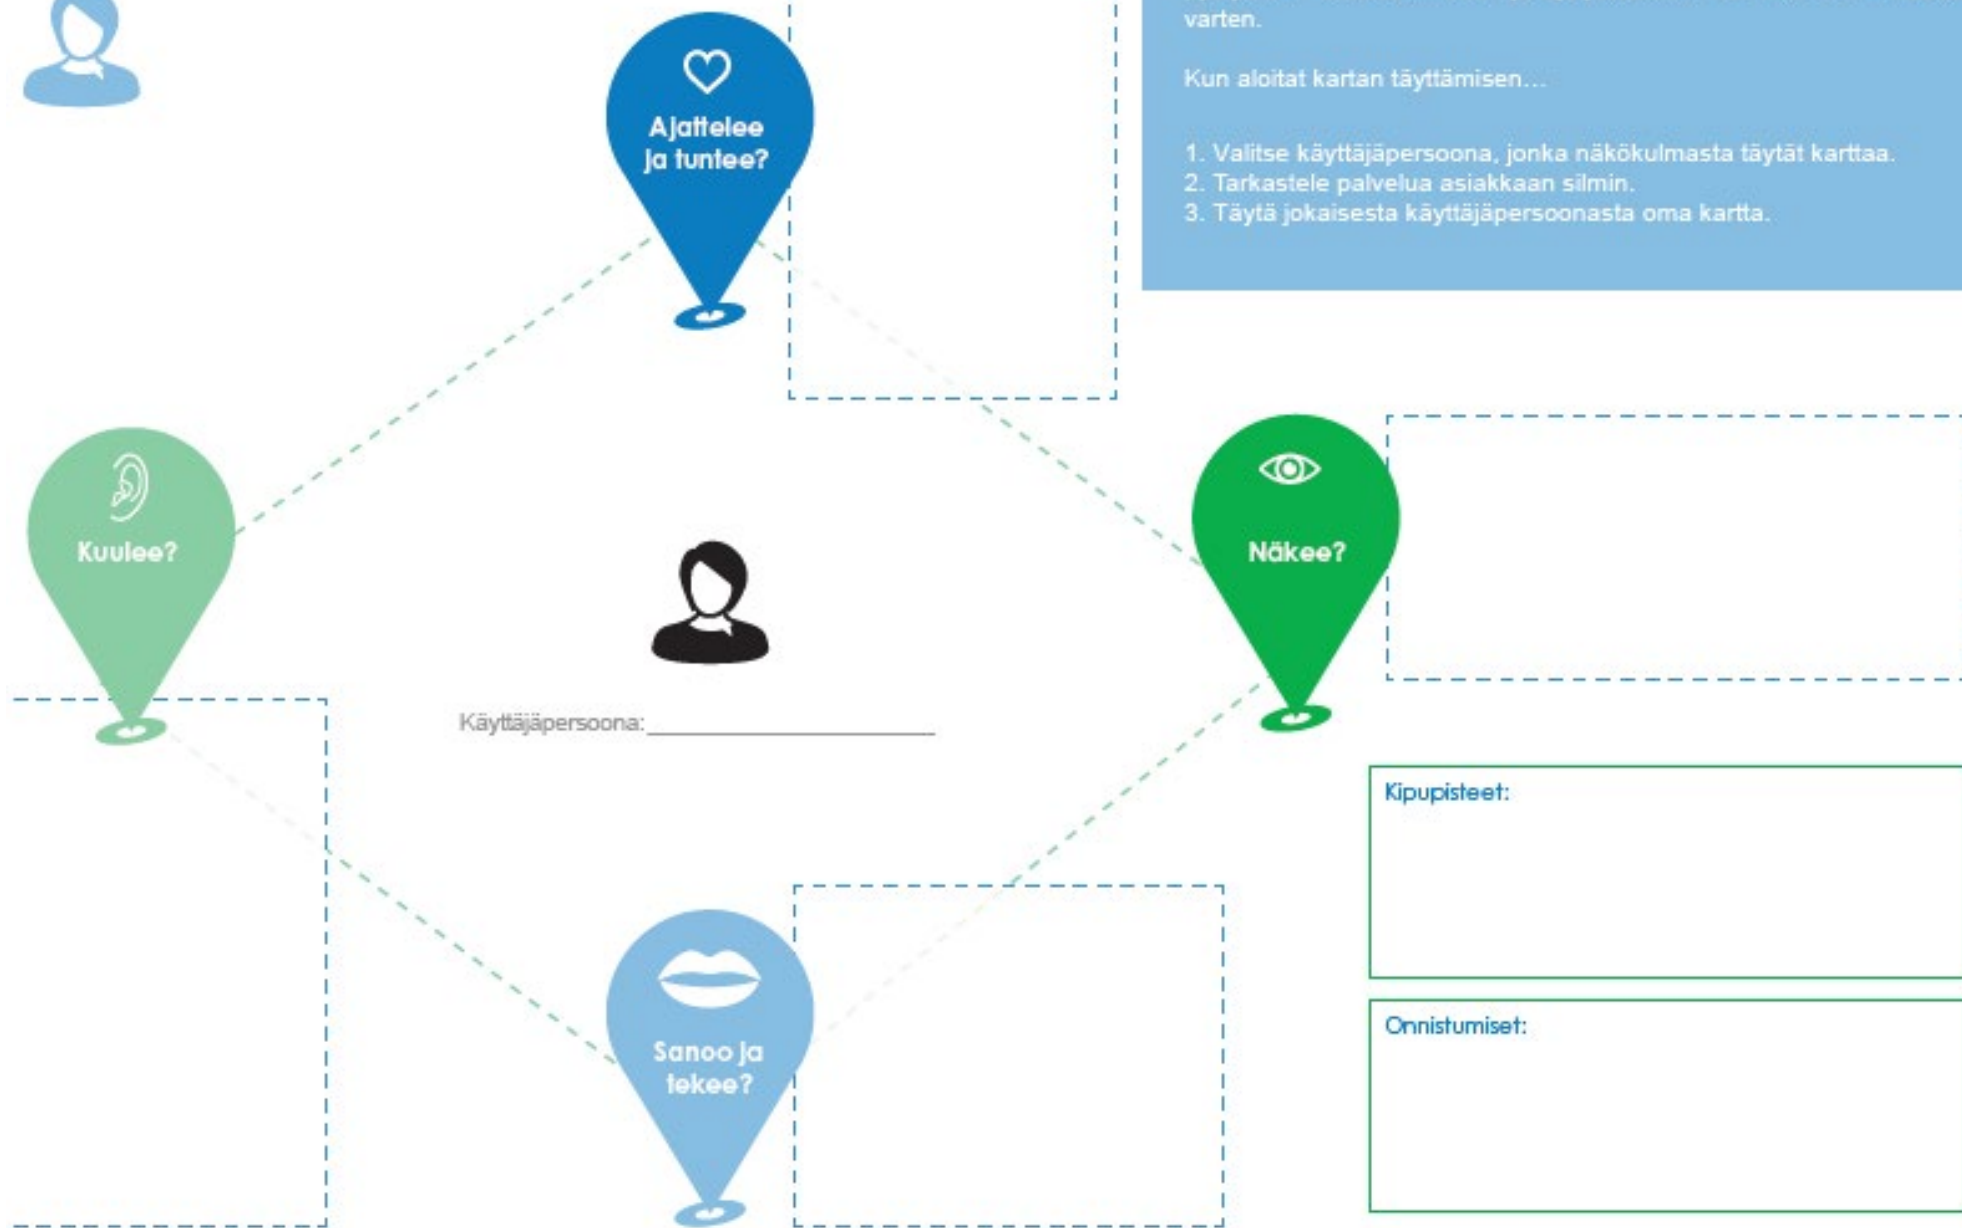 varten.
Kun aloitat kartan täyttämisen...
1. Valitse käyttäjäpersoona, jonka näkökulmasta täytät karttaa.
2. Tarkastele palvelua asiakkaan silmin.
3. Täytä jokaisesta käyttäjäpersoonasta oma kartta.
Ajattelee
ja tuntee?
Kuulee?
Näkee?
Käyttäjäpersoona:
Kipupisteet:
Sanoo ja
tekee?
Onnistumiset: